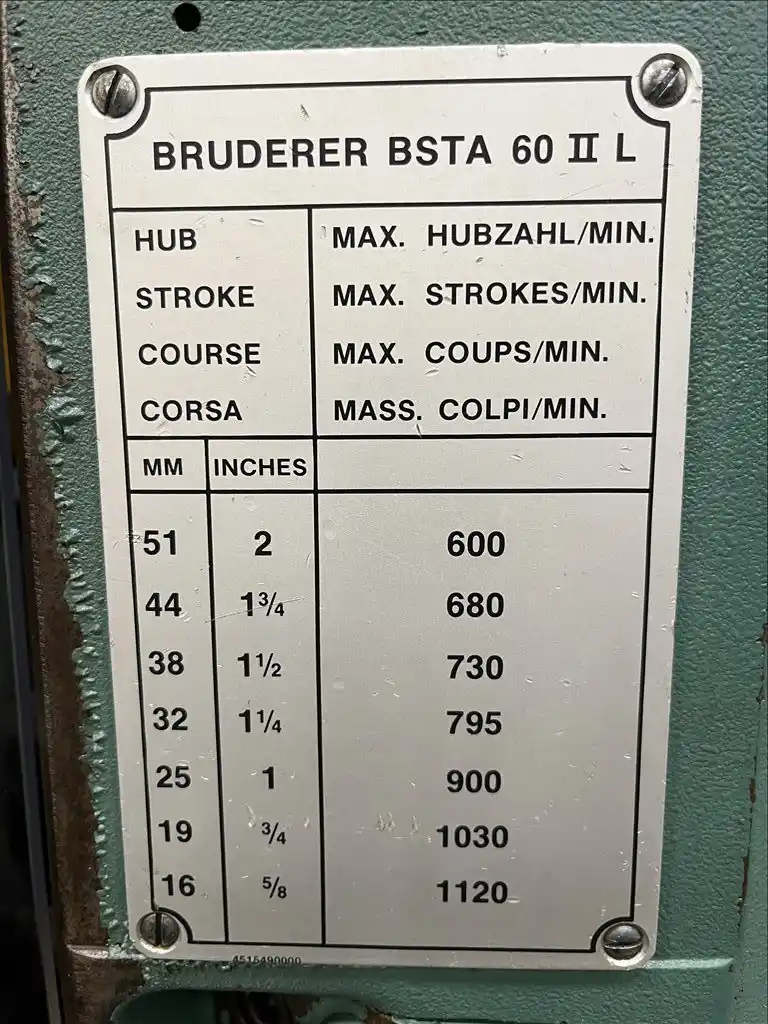 BRUDERER BSTA 60 II L
HUB MAX. HUBZAHL/MIN.
STROKE MAX. STROKES/MIN.
COURSE MAX. COUPS/MIN.
CORSA MASS. COLPI/MIN.
MM INCHES
51 2 600
44 1¾ 680
38 1½ 730
32 1¼ 795
25 1 900
19 ¾ 1030
16 ⅝ 1120
4515490000